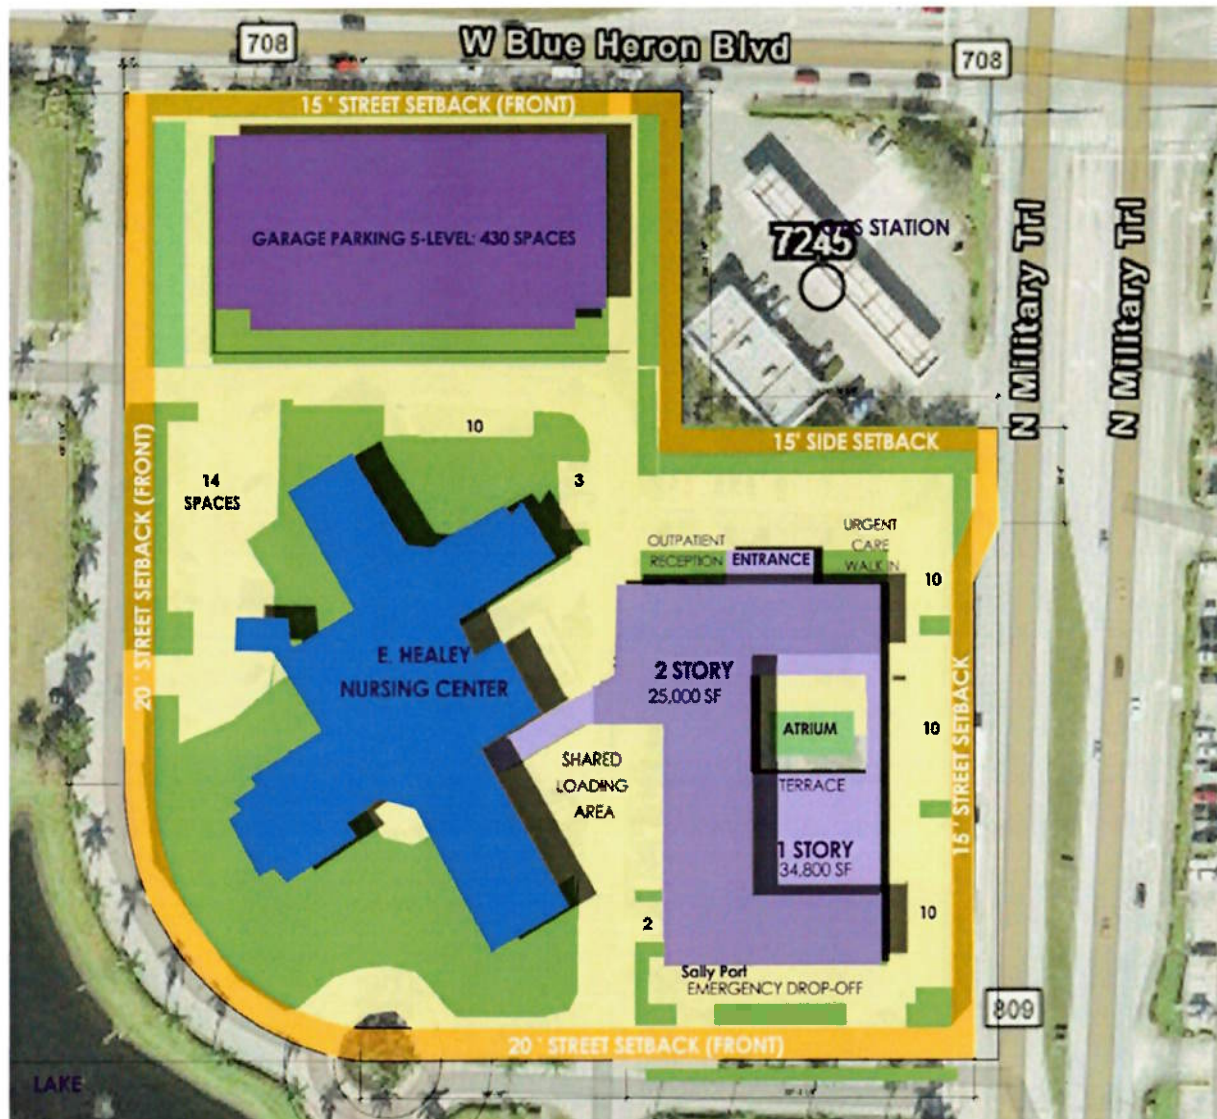 708
W Blue Heron Blvd
708
15 ' STREET SETBACK (FRONT)
GARAGE PARKING 5-LEVEL: 430 SPACES
7245
GAS STATION
N Military Trl
N Military Trl
15' SIDE SETBACK
20 ' STREET SETBACK (FRONT)
10
14
SPACES
3
OUTPATIENT
RECEPTION
ENTRANCE
URGENT
CARE
WALK IN
10
E. HEALEY
NURSING CENTER
2 STORY
25,000 SF
ATRIUM
10
15 ' STREET SETBACK
SHARED
LOADING
AREA
TERRACE
1 STORY
34,800 SF
2
10
Sally Port
EMERGENCY DROP-OFF
809
20 ' STREET SETBACK (FRONT)
LAKE